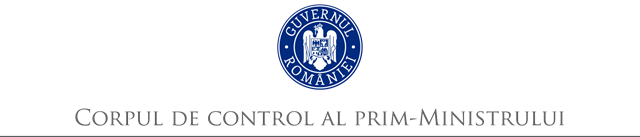 GUVERNUL
ROMÂNIEI
CORPUL DE CONTROL AL PRIM-MINISTRULUI